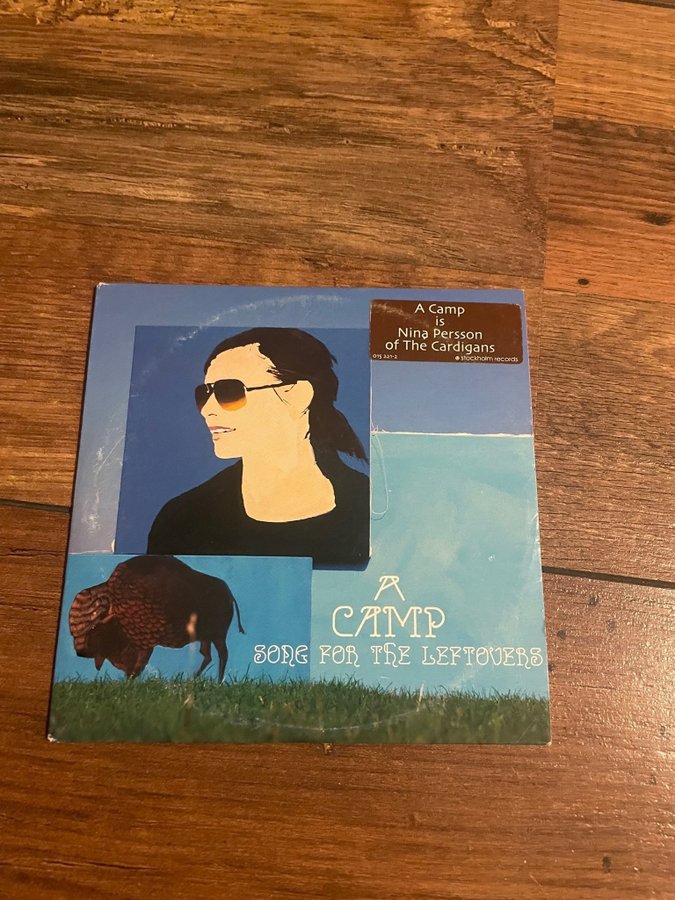 A Camp
is
Nina Persson
of The Cardigans
015 221-2 stockholm records
A
CAMP
SONG FOR THE LEFTOVERS